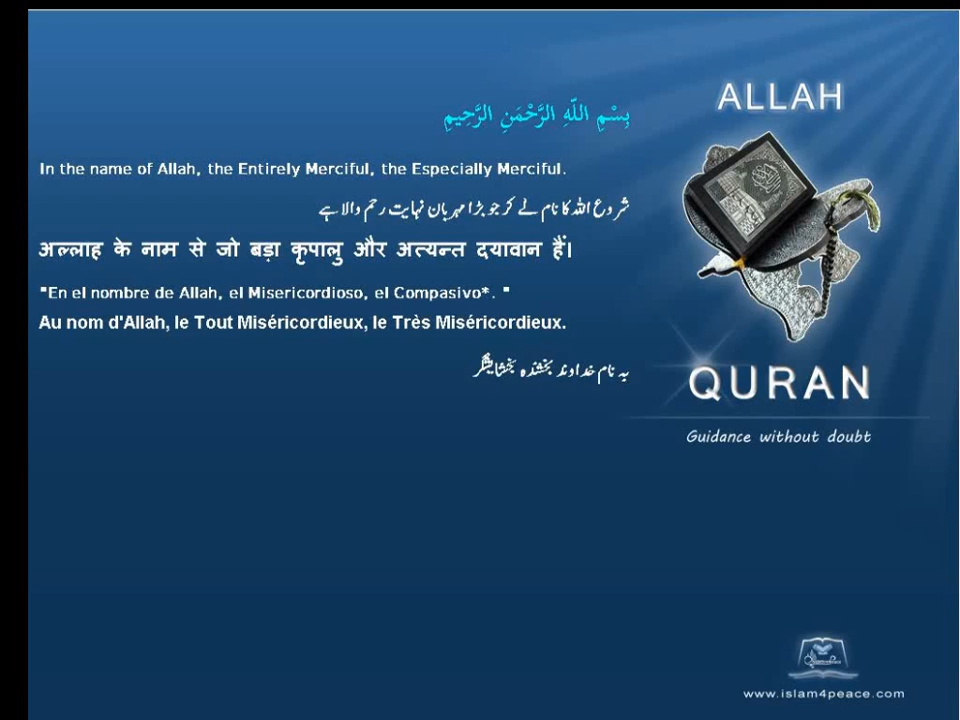 بِسْمِ اللَّهِ الرَّحْمَنِ الرَّحِيمِ
In the name of Allah, the Entirely Merciful, the Especially Merciful.
شروع الله کا نام لے کر جو بڑا مہربان نہایت رحم والا ہے
अल्लाह के नाम से जो बड़ा कृपालु और अत्यन्त दयावान हैं।
"En el nombre de Allah, el Misericordioso, el Compasivo*. "
Au nom d'Allah, le Tout Miséricordieux, le Très Miséricordieux.
به نام خداوند بخشنده بخشایشگر
ALLAH
QURAN
Guidance without doubt
www.islam4peace.com